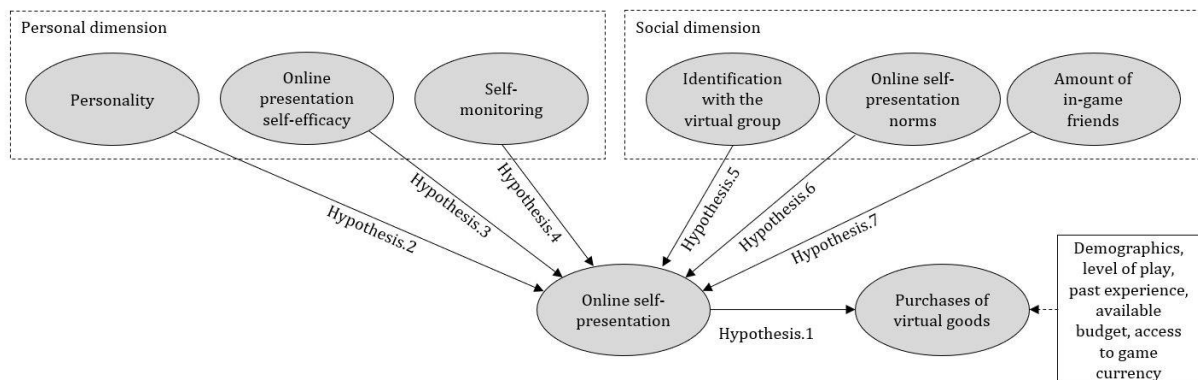 Personal dimension
Personality
Online
presentation
self-efficacy
Self-
monitoring
Social dimension
Identification
with the
virtual group
Online self-
presentation
norms
Amount of
in-game
friends
Hypothesis.2
Hypothesis.3
Hypothesis.4
Hypothesis.5
Hypothesis.6
Hypothesis.7
Online self-
presentation
Hypothesis.1
Purchases of
virtual goods
Demographics,
level of play,
past experience,
available
budget, access
to game
currency